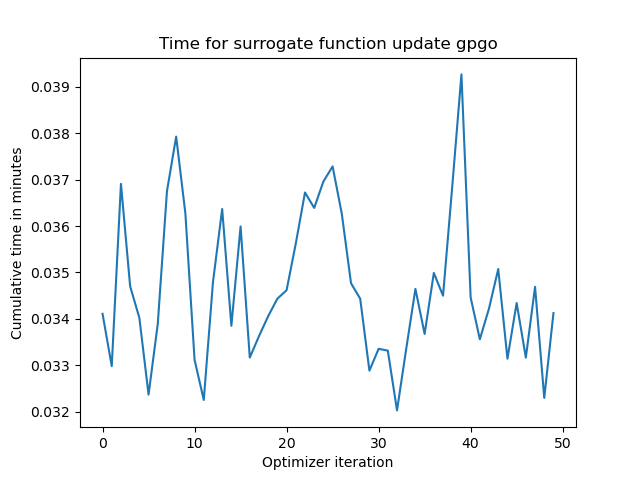 Time for surrogate function update gpgo
Cumulative time in minutes
0.039
0.038
0.037
0.036
0.035
0.034
0.033
0.032
0 10 20 30 40 50
Optimizer iteration